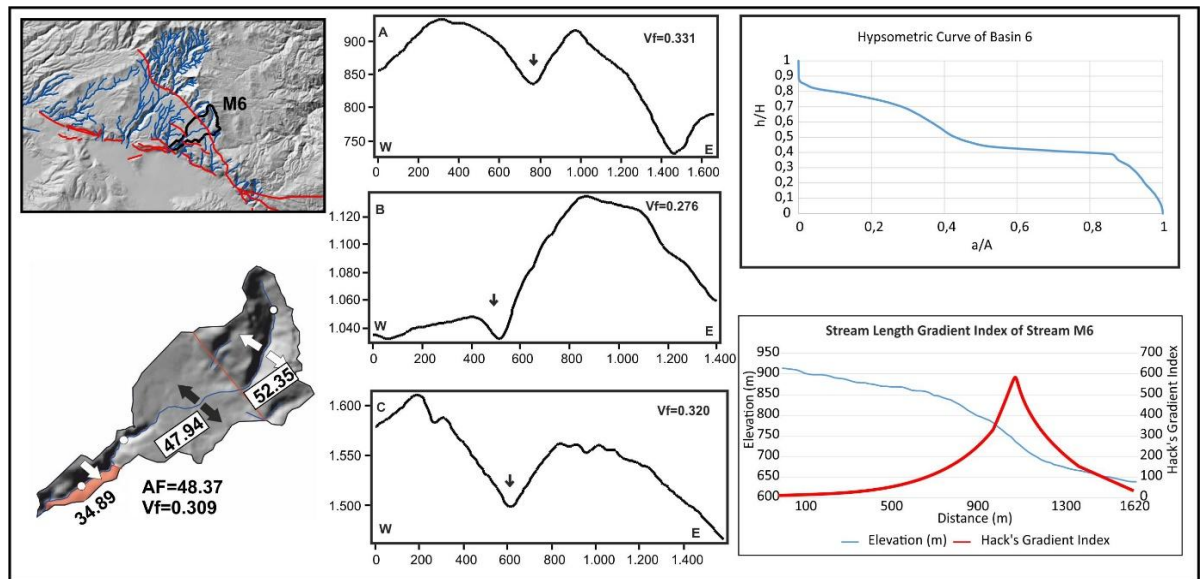 M6
52.35
47.94
34.89
AF=48.37
Vf=0.309
A
Vf=0.331
900
850
800
750
W
E
0 200 400 600 800 1.000 1.200 1.400 1.600
B
Vf=0.276
1.120
1.100
1.080
1.060
1.040
W
E
0 200 400 600 800 1.000 1.200 1.400
C
Vf=0.320
1.600
1.550
1.500
W
E
0 200 400 600 800 1.000 1.200 1.400
Hypsometric Curve of Basin 6
h/H
1
0,9
0,8
0,7
0,6
0,5
0,4
0,3
0,2
0,1
0
0 0,2 0,4 0,6 0,8 1
a/A
Stream Length Gradient Index of Stream M6
Elevation (m)
950
900
850
800
750
700
650
600
700
600
500
400
300
200
100
0
Hack's Gradient Index
100 500 900 1300 1620
Distance (m)
Elevation (m) Hack's Gradient Index